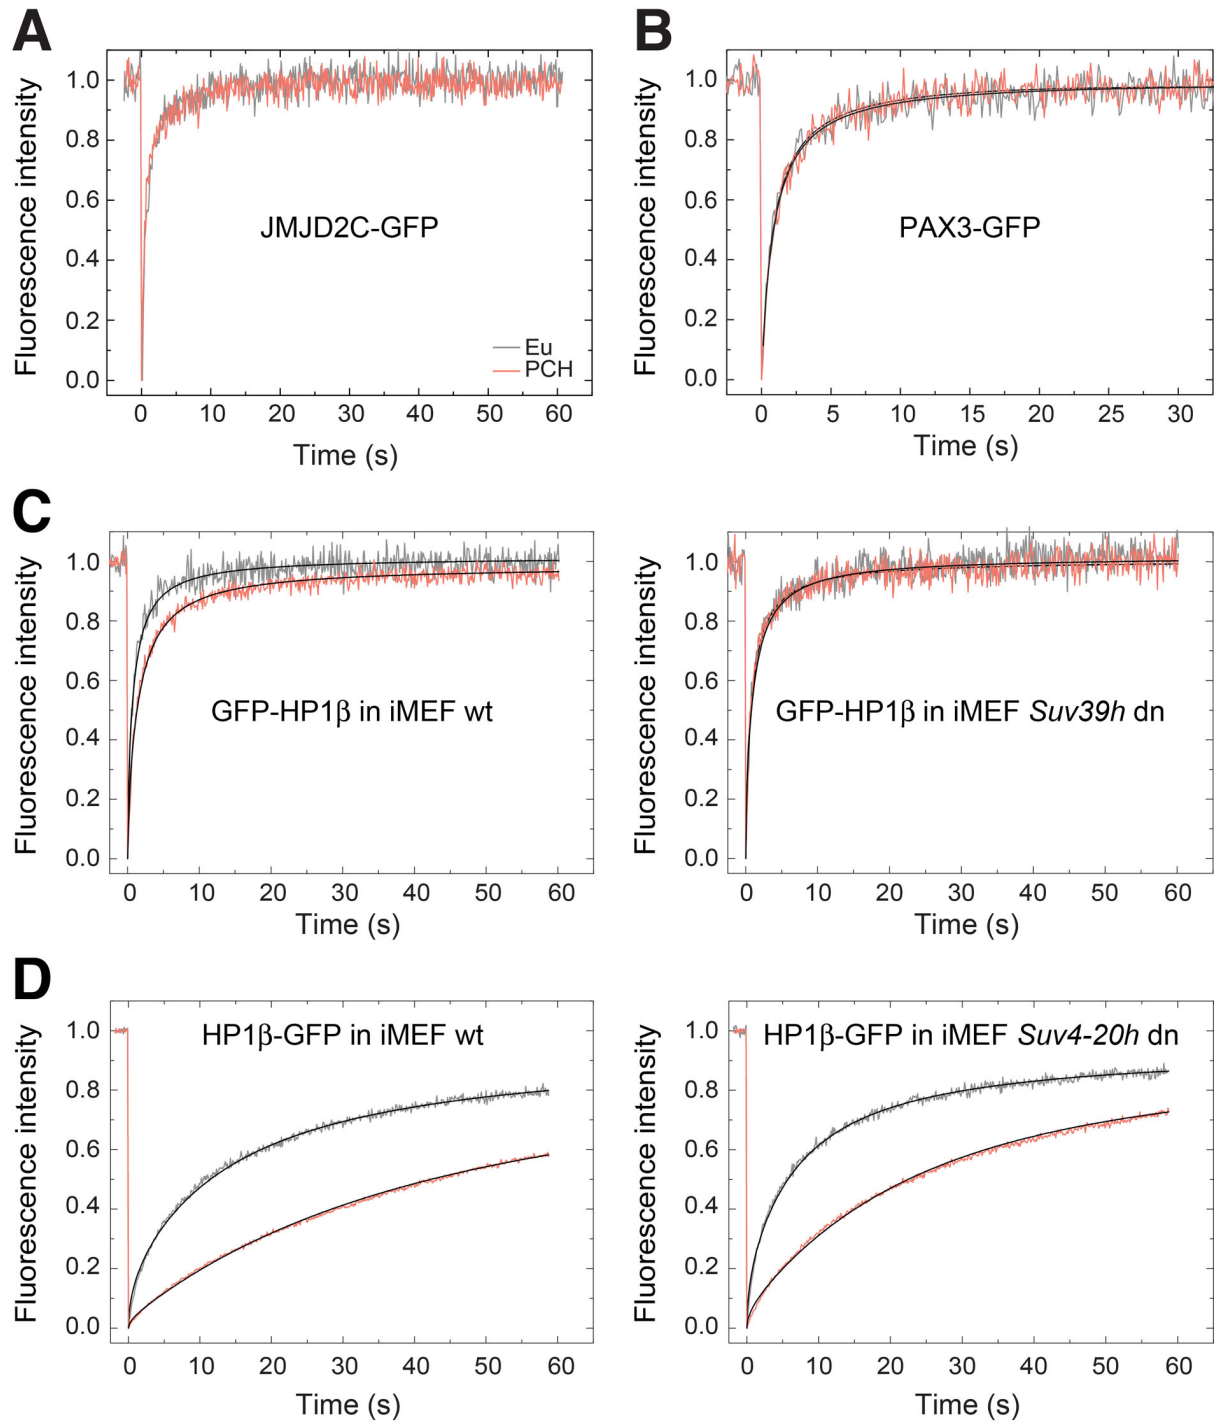 A
Fluorescence intensity
1.0
0.8
0.6
0.4
0.2
0.0
JMJD2C-GFP
Eu
PCH
0 10 20 30 40 50 60
Time (s)
B
Fluorescence intensity
1.0
0.8
0.6
0.4
0.2
0.0
PAX3-GFP
0 5 10 15 20 25 30
Time (s)
C
Fluorescence intensity
1.0
0.8
0.6
0.4
0.2
0.0
GFP-HP1β in iMEF wt
0 10 20 30 40 50 60
Time (s)
Fluorescence intensity
1.0
0.8
0.6
0.4
0.2
0.0
GFP-HP1β in iMEF Suv39h dn
0 10 20 30 40 50 60
Time (s)
D
Fluorescence intensity
1.0
0.8
0.6
0.4
0.2
0.0
HP1β-GFP in iMEF wt
0 10 20 30 40 50 60
Time (s)
Fluorescence intensity
1.0
0.8
0.6
0.4
0.2
0.0
HP1β-GFP in iMEF Suv4-20h dn
0 10 20 30 40 50 60
Time (s)